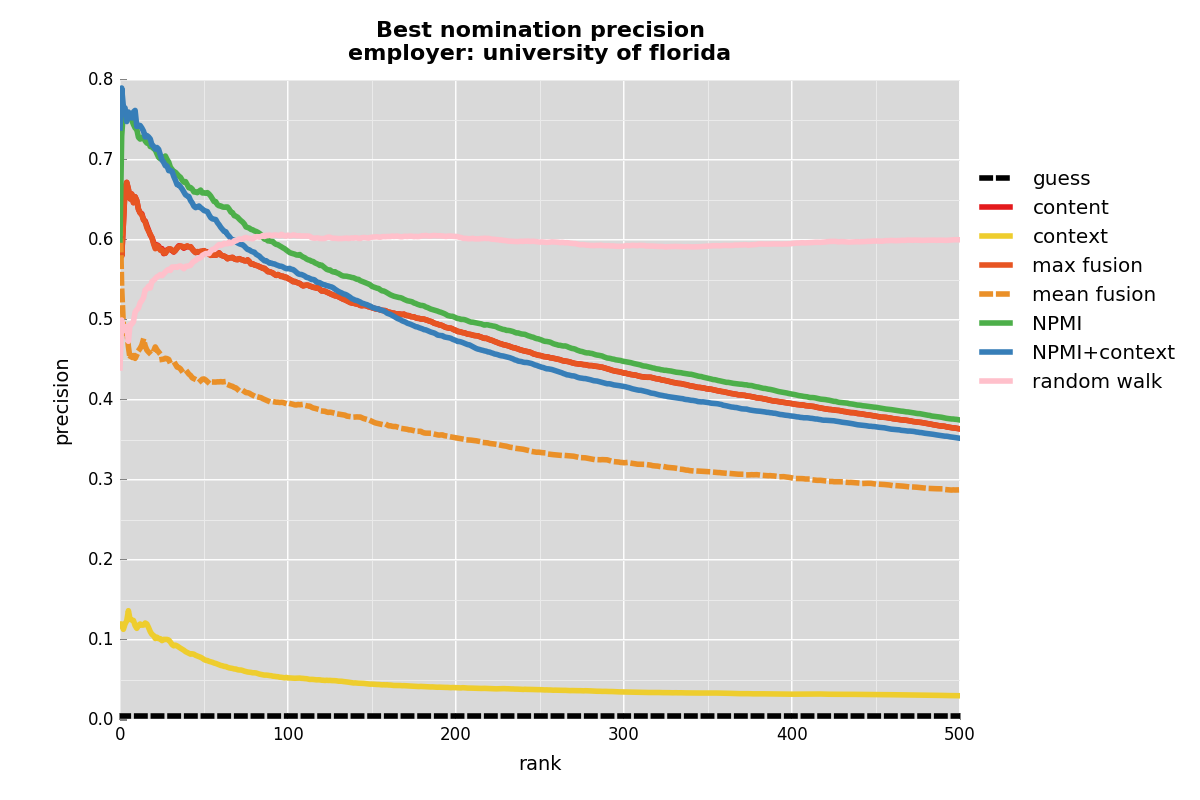 Best nomination precision
employer: university of florida
0.8
0.7
0.6
0.5
0.4
0.3
0.2
0.1
0.0
precision
0 100 200 300 400 500
rank
guess
content
context
max fusion
mean fusion
NPMI
NPMI+context
random walk